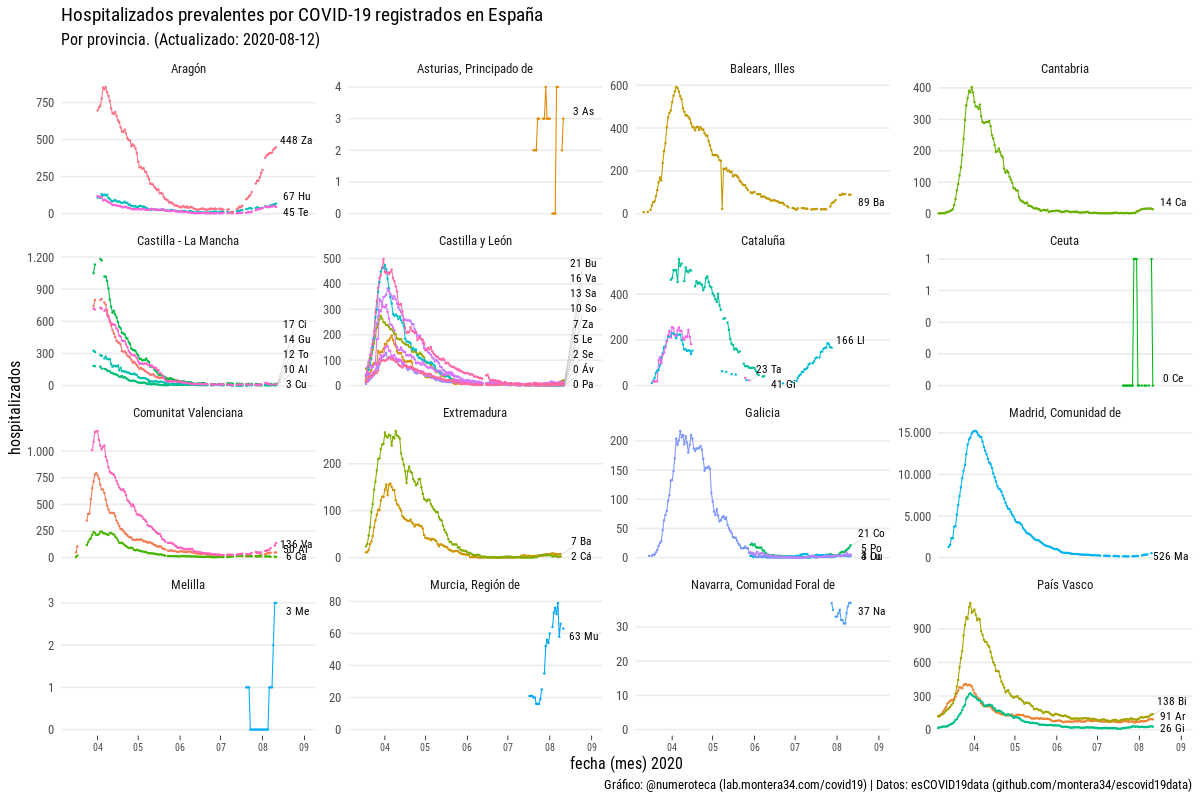 Hospitalizados prevalentes por COVID-19 registrados en España
Por provincia. (Actualizado: 2020-08-12)
hospitalizados
Aragón
750
500
250
0
448 Za
67 Hu
45 Te
Asturias, Principado de
4
3
2
1
0
3 As
Balears, Illes
600
400
200
0
89 Ba
Cantabria
400
300
200
100
0
14 Ca
Castilla - La Mancha
1.200
900
600
300
0
17 Ci
14 Gu
12 To
10 Al
3 Cu
Castilla y León
500
400
300
200
100
0
21 Bu
16 Va
13 Sa
10 So
7 Za
5 Le
2 Se
0 Áv
0 Pa
Cataluña
400
200
0
166 Ll
23 Ta
41 Gi
Ceuta
1
1
0
0
0
0 Ce
Comunitat Valenciana
1.000
750
500
250
0
136 Va
50 Al
6 Ca
Extremadura
200
100
0
7 Ba
2 Cá
Galicia
200
150
100
50
0
21 Co
5 Po
Madrid, Comunidad de
15.000
10.000
5.000
0
526 Ma
Melilla
3
2
1
0
3 Me
04 05 06 07 08 09
Murcia, Región de
80
60
40
20
0
63 Mu
04 05 06 07 08 09
Navarra, Comunidad Foral de
30
20
10
0
37 Na
04 05 06 07 08 09
País Vasco
900
600
300
0
138 Bi
91 Ar
26 Gi
04 05 06 07 08 09
fecha (mes) 2020
Gráfico: @numeroteca (lab.montera34.com/covid19) | Datos: esCOVID19data (github.com/montera34/escovid19data)